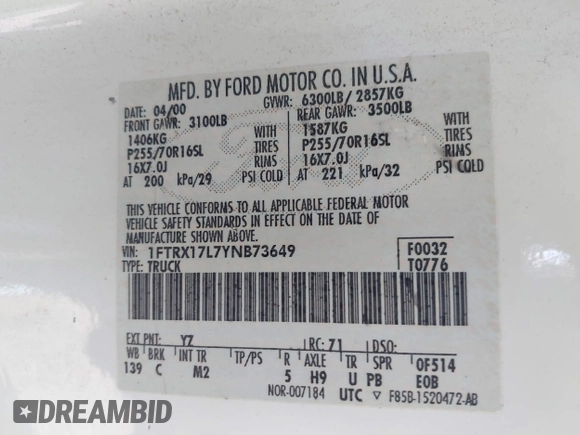 MFD. BY FORD MOTOR CO. IN U.S.A.
DATE: 04/00 GVWR: 6300LB/ 2857KG
FRONT GAWR: 3100LB REAR GAWR: 3500LB
1406KG WITH 1587KG WITH
P255/70R16SL TIRES P255/70R16SL TIRES
16X7.0J RIMS 16X7.0J RIMS
AT 200 kPa/29 PSI COLD AT 221 kPa/32 PSI COLD
THIS VEHICLE CONFORMS TO ALL APPLICABLE FEDERAL MOTOR
VEHICLE SAFETY STANDARDS IN EFFECT ON THE DATE OF
MANUFACTURE SHOWN ABOVE.
VIN: 1FTRX17L7YNB73649 F0032
TYPE: TRUCK T0776
EXT PNT: YZ RC: 71 DSO:
WB BRK INT TR TP/PS R AXLE TR SPR 0F514
139 C M2 5 H9 U PB E0B
NOR-007184 UTC ▽ F85B-1520472-AB
DREAMBID